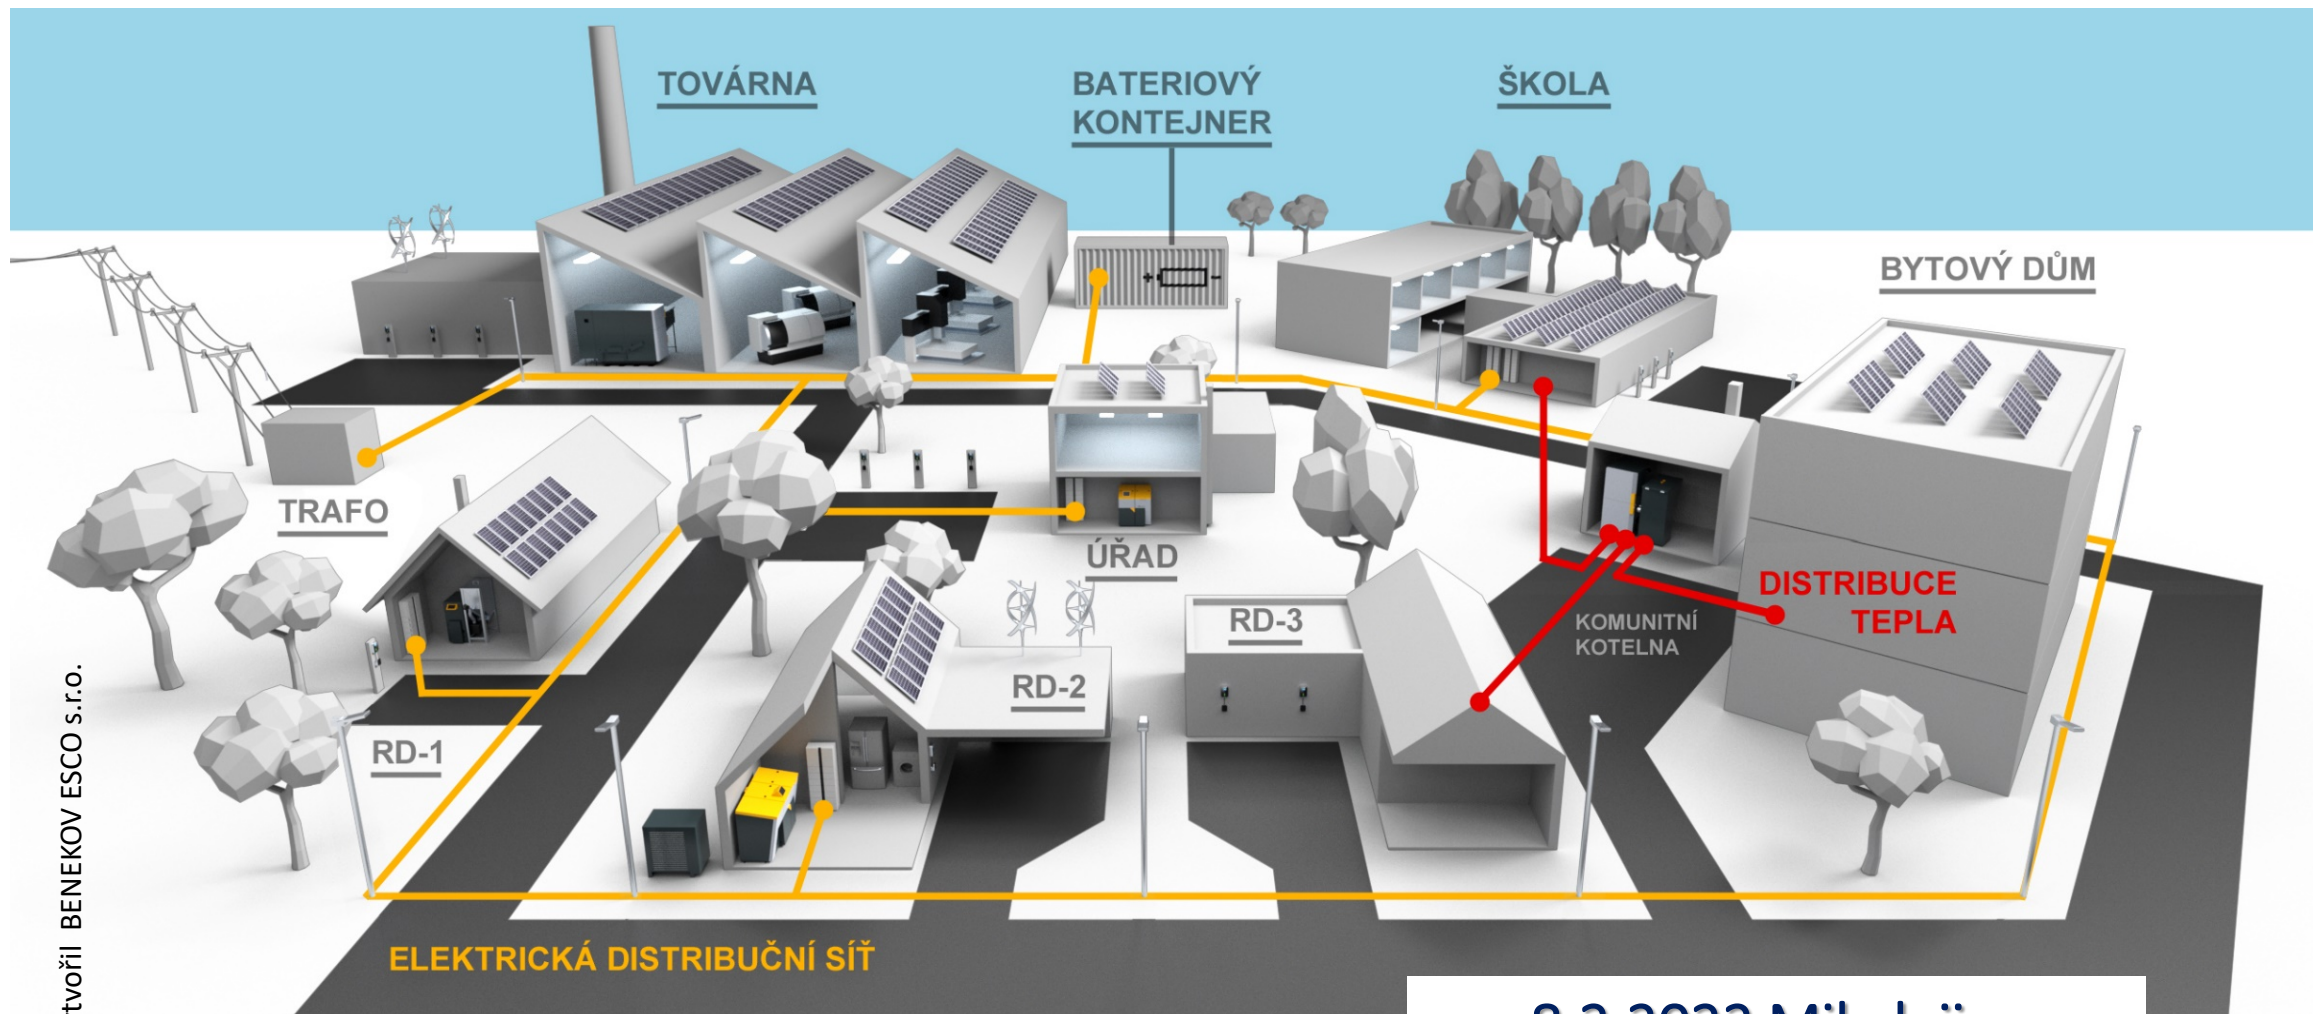 TOVÁRNA
BATERIOVÝ
KONTEJNER
ŠKOLA
BYTOVÝ DŮM
TRAFO
ÚŘAD
DISTRIBUCE
TEPLA
KOMUNITNÍ
KOTELNA
RD-3
RD-2
RD-1
ELEKTRICKÁ DISTRIBUČNÍ SÍŤ
tvořil BENEKOV ESCO s.r.o.